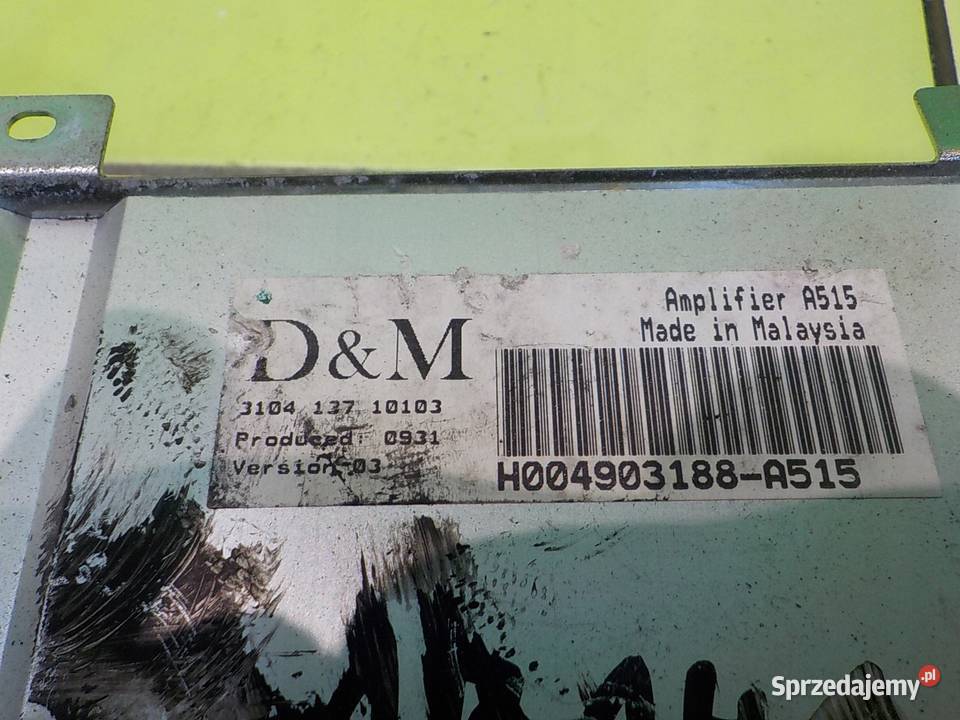 Amplifier A515
Made in Malaysia
D&M
3104 137 10103
Produced: 0931
Version-03
H004903188-A515
Sprzedajemy.pl